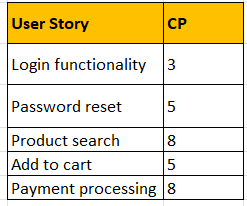 User Story CP
Login functionality 3
Password reset 5
Product search 8
Add to cart 5
Payment processing 8